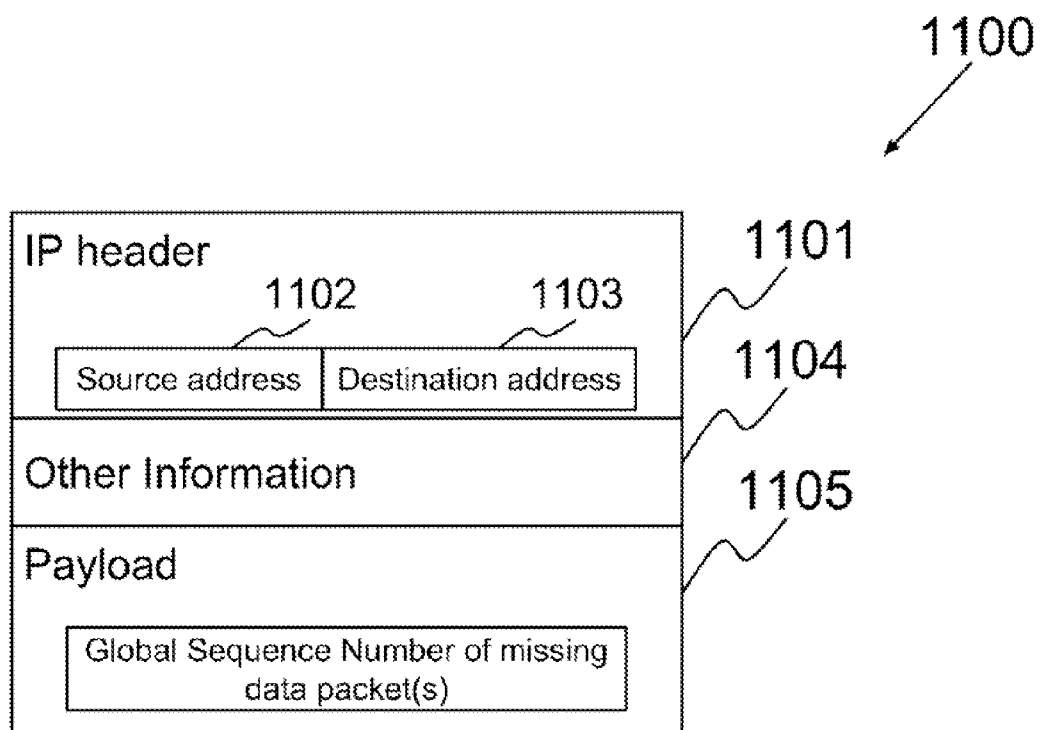 1100
IP header
1101
1102
1103
Source address
Destination address
1104
Other Information
1105
Payload
Global Sequence Number of missing
data packet(s)